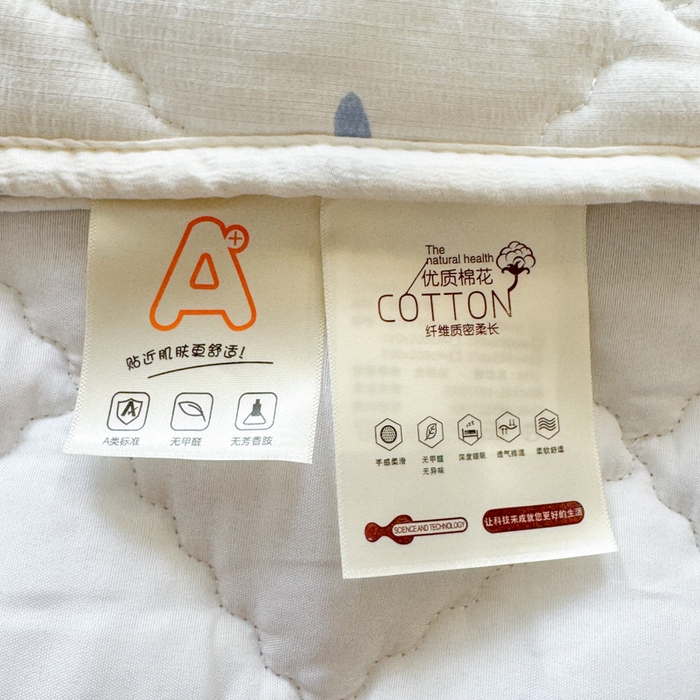 A+
贴近肌肤更舒适!
A
A类标准
无甲醛
无芳香胺
The
natural health
优质棉花
COTTON
纤维质密柔长
手感柔滑
无甲醛
无异味
深度睡眠
透气排湿
柔软舒适
SCIENCE AND TECHNOLOGY
让科技来成就您更好的生活